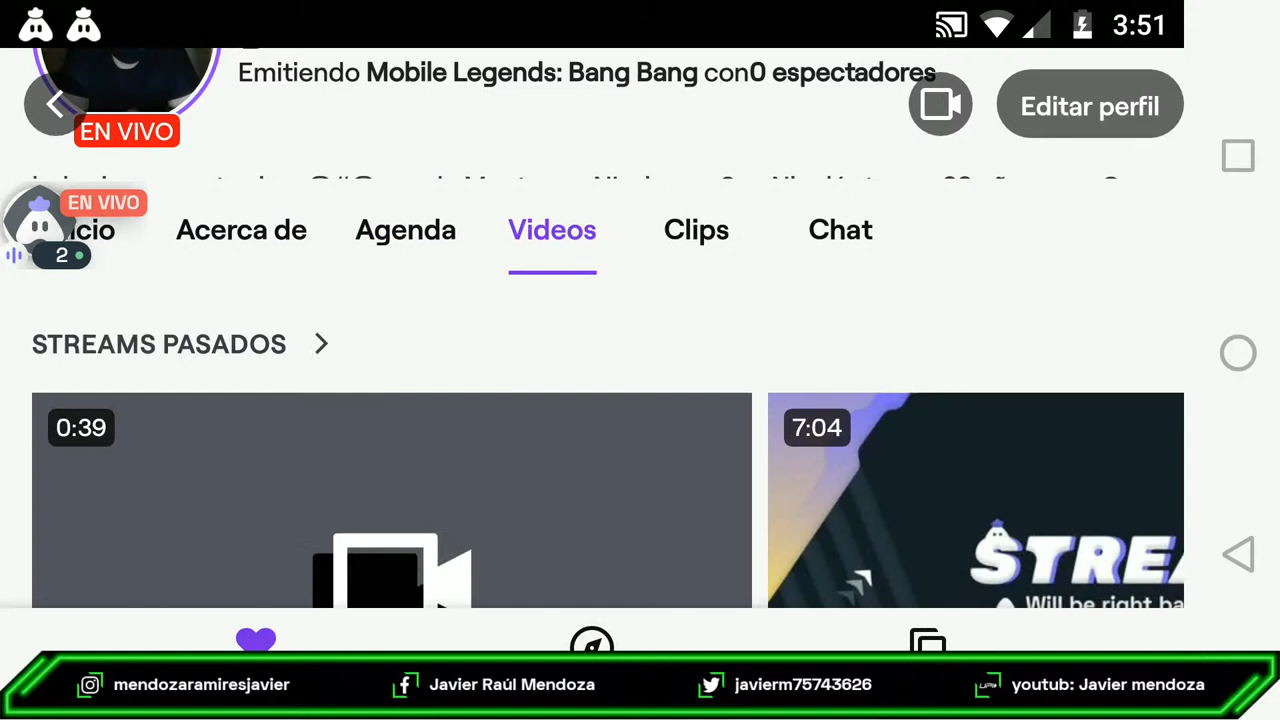 3:51
Emitiendo Mobile Legends: Bang Bang con0 espectadores
Editar perfil
EN VIVO
EN VIVO
2
Acerca de
Agenda
Videos
Clips
Chat
STREAMS PASADOS
0:39
7:04
STREA
Will be right ba
mendozaramiresjavier
Javier Raúl Mendoza
javierm75743626
youtub: Javier mendoza